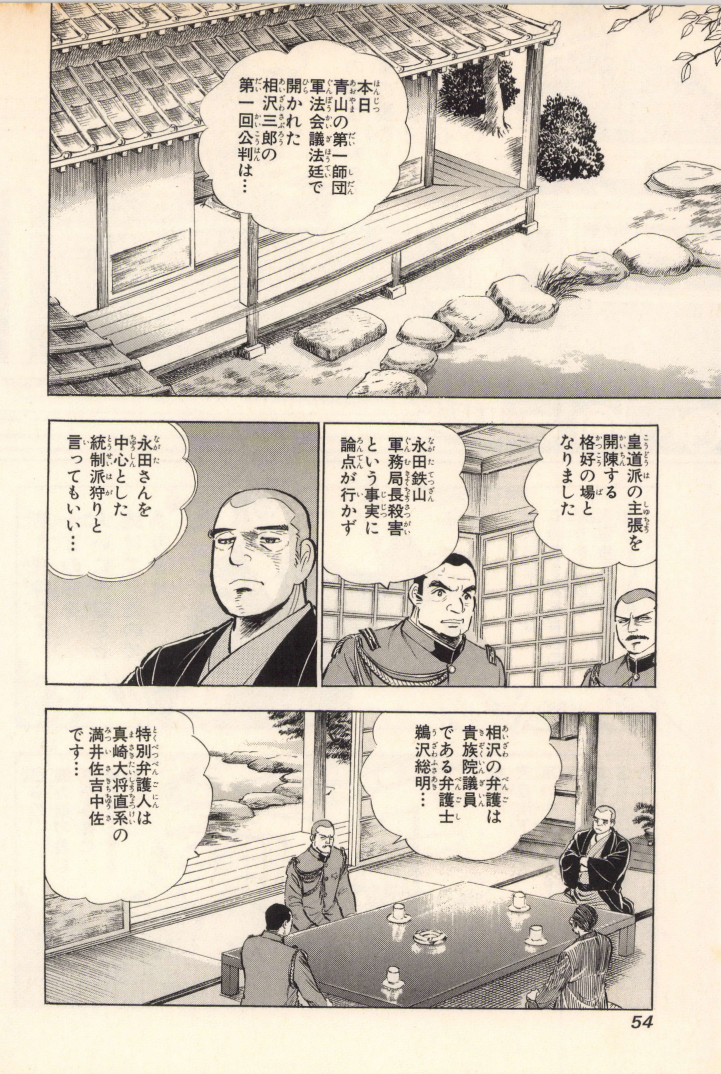 本日
青山の第一師団
軍法会議法廷で
開かれた
相沢三郎の
第一回公判は…
皇道派の主張を
開陳する
格好の場と
なりました
永田鉄山
軍務局長殺害
という事実に
論点が行かず
永田さんを
中心とした
統制派狩りと
言ってもいい…
相沢の弁護は
貴族院議員
である弁護士
鵜沢総明…
特別弁護人は
真崎大将直系の
満井佐吉中佐
です…
54